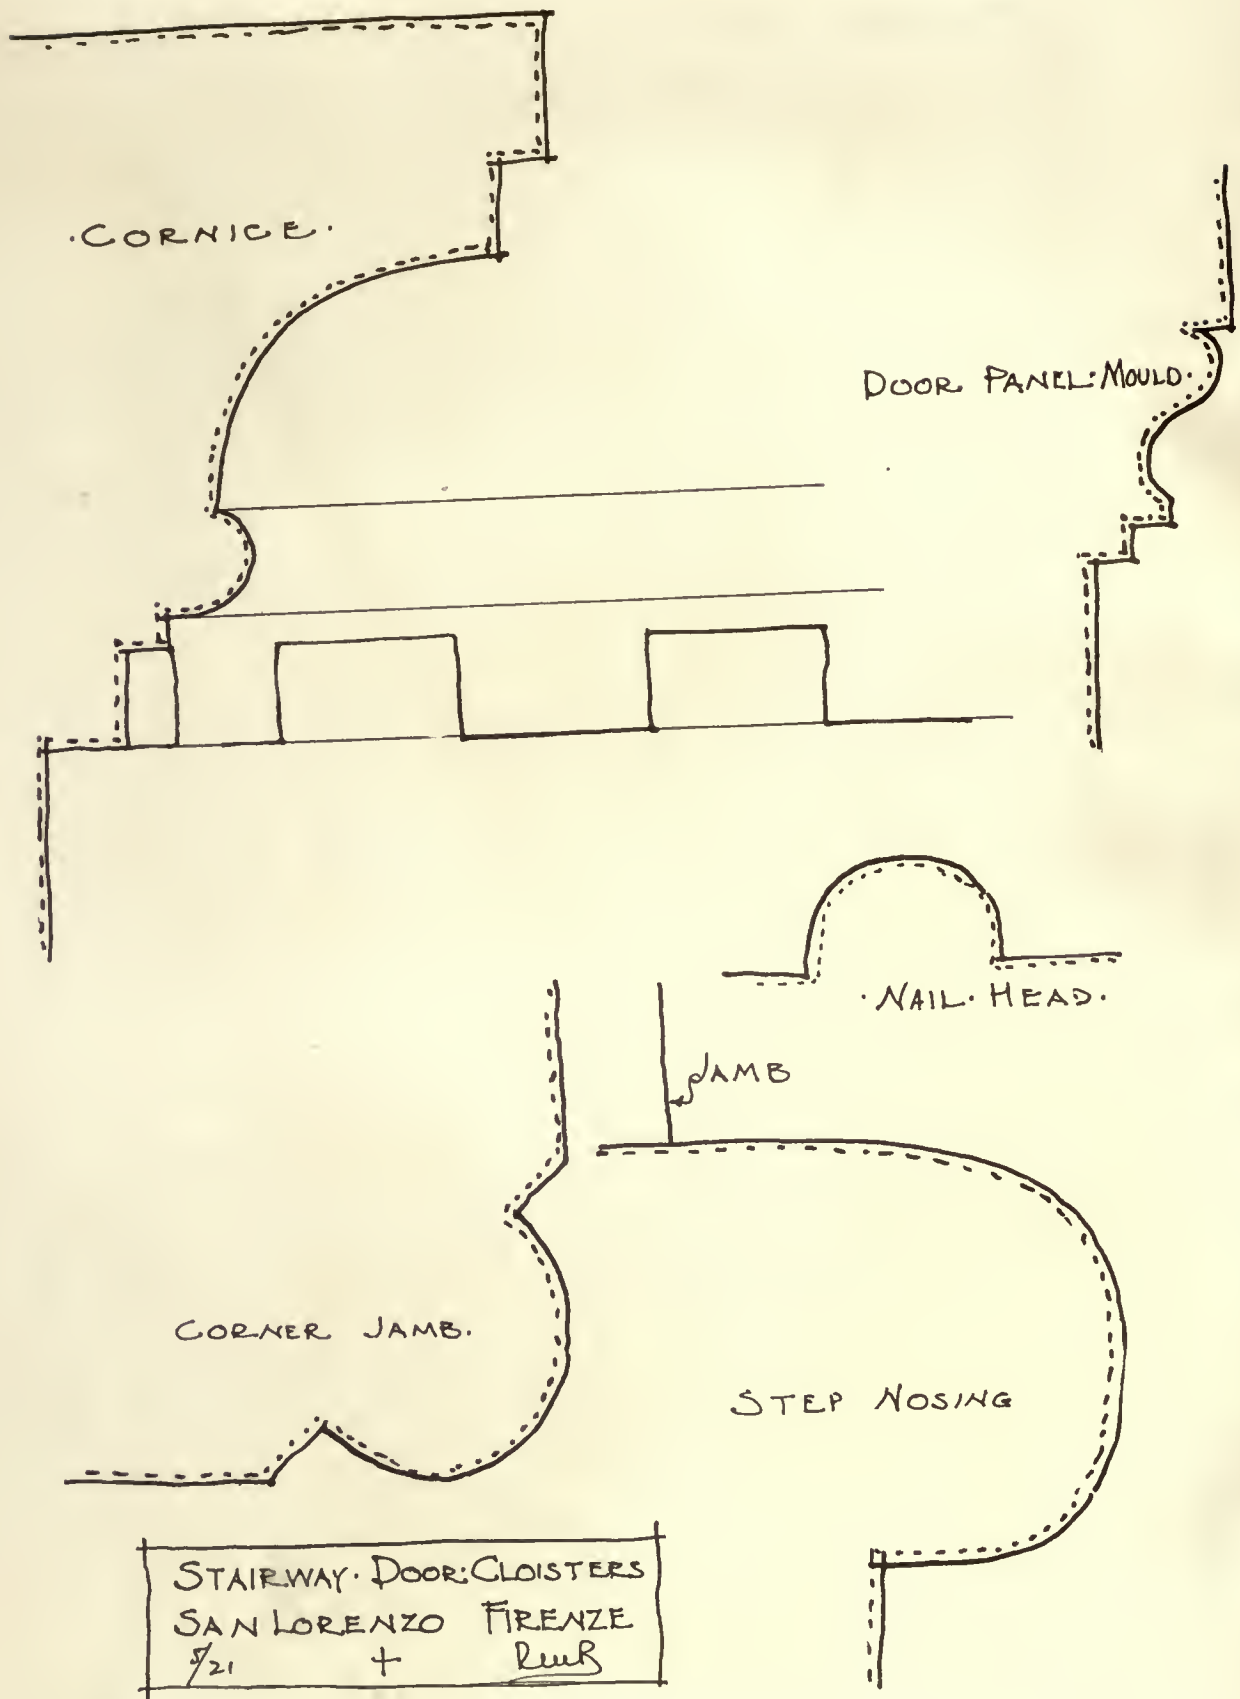 ·CORNICE·
DOOR PANEL·MOULD·
·NAIL·HEAD·
JAMB
CORNER JAMB.
STEP NOSING
STAIRWAY·DOOR:CLOISTERS
SAN LORENZO FIRENZE
5/21